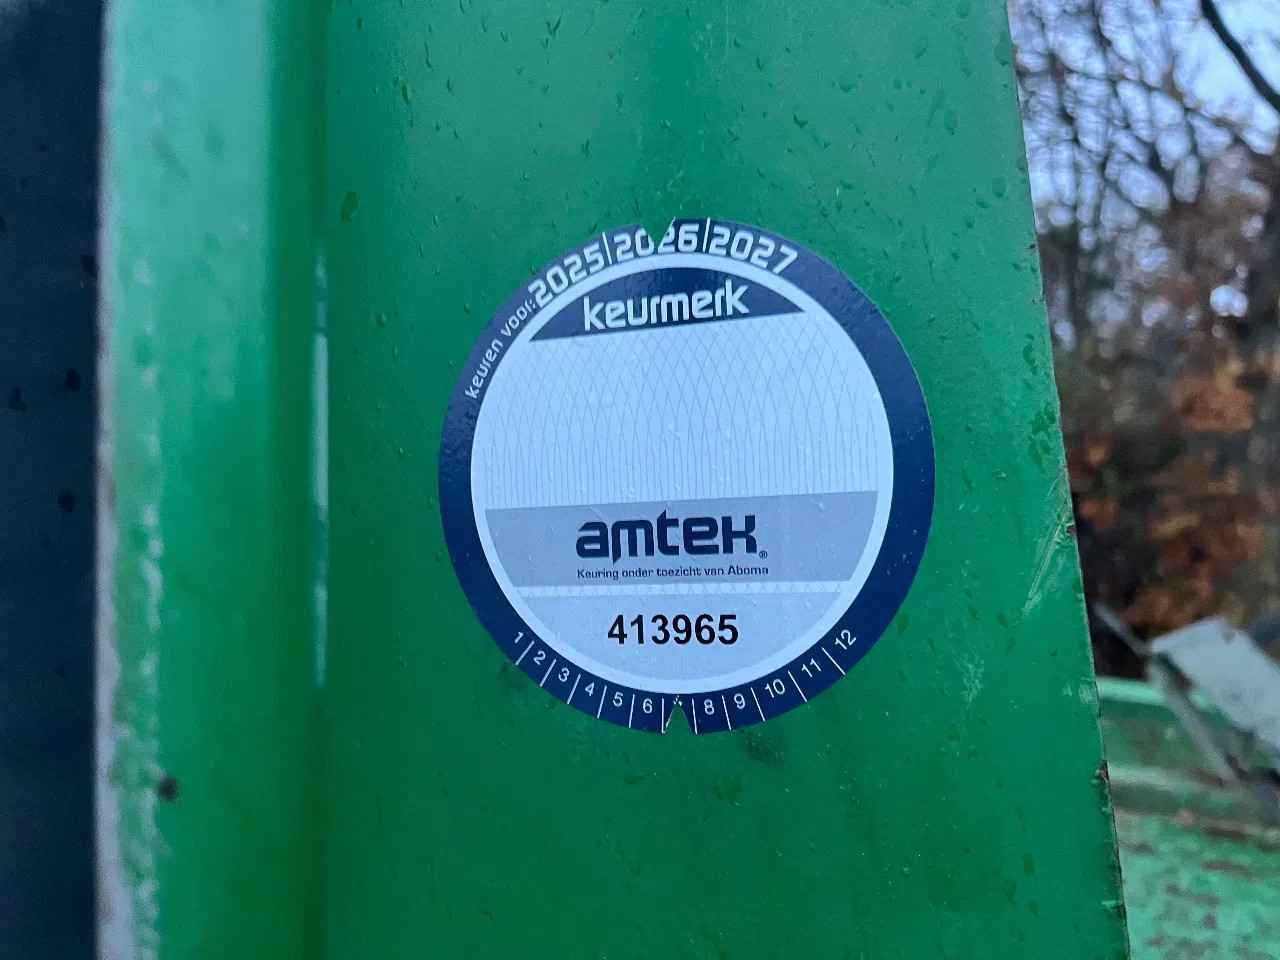 keuren voor:
2025|2026|2027
keurmerk
amtek®
Keuring onder toezicht van Aboma
413965
1 2 3 4 5 6 8 9 10 11 12